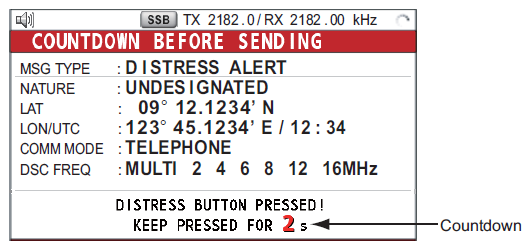 SSB TX 2182.0/RX 2182.00 kHz
COUNTDOWN BEFORE SENDING
MSG TYPE : DISTRESS ALERT
NATURE : UNDESIGNATED
LAT : 09° 12.1234' N
LON/UTC : 123° 45.1234' E / 12:34
COMM MODE : TELEPHONE
DSC FREQ : MULTI 2 4 6 8 12 16MHz
DISTRESS BUTTON PRESSED!
KEEP PRESSED FOR 2 s
Countdown